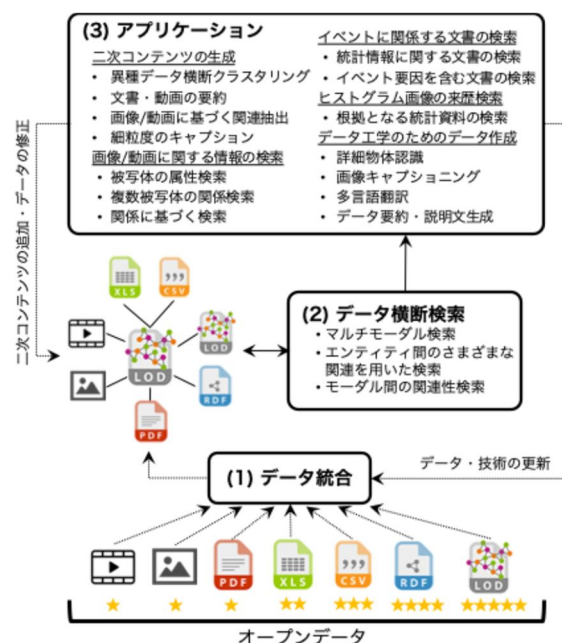 (3) アプリケーション
二次コンテンツの生成
• 異種データ横断クラスタリング
• 文書・動画の要約
• 画像/動画に基づく関連抽出
• 細粒度のキャプション
画像/動画に関する情報の検索
• 被写体の属性検索
• 複数被写体の関係検索
• 関係に基づく検索
イベントに関係する文書の検索
• 統計情報に関する文書の検索
• イベント要因を含む文書の検索
ヒストグラム画像の来歴検索
• 根拠となる統計資料の検索
データ工学のためのデータ作成
• 詳細物体認識
• 画像キャプショニング
• 多言語翻訳
• データ要約・説明文生成
二次コンテンツの追加・データの修正
XLS
CSV
LOD
LOD
RDF
PDF
(2) データ横断検索
• マルチモーダル検索
• エンティティ間のさまざまな
関連を用いた検索
• モーダル間の関連性検索
(1) データ統合
データ・技術の更新
PDF
XLS
CSV
RDF
LOD
オープンデータ